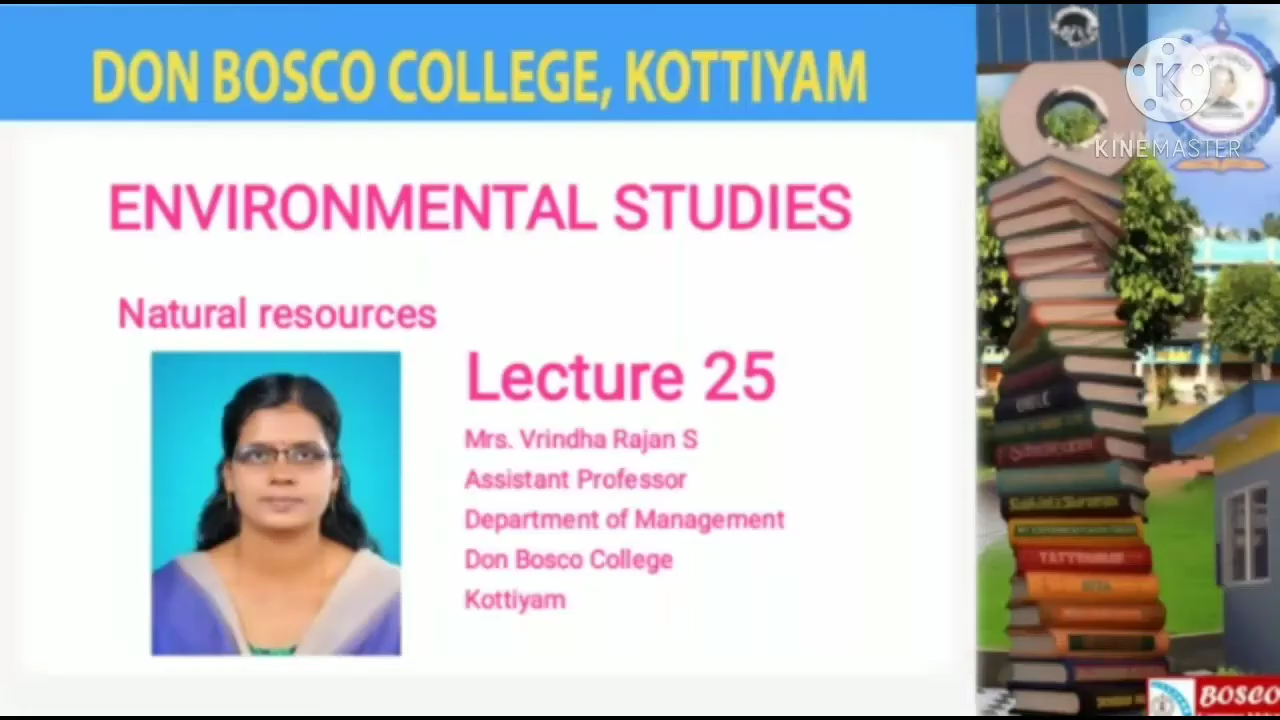 DON BOSCO COLLEGE, KOTTIYAM
ENVIRONMENTAL STUDIES
Natural resources
Lecture 25
Mrs. Vrindha Rajan S
Assistant Professor
Department of Management
Don Bosco College
Kottiyam
K
KINEMASTER
BOSCO